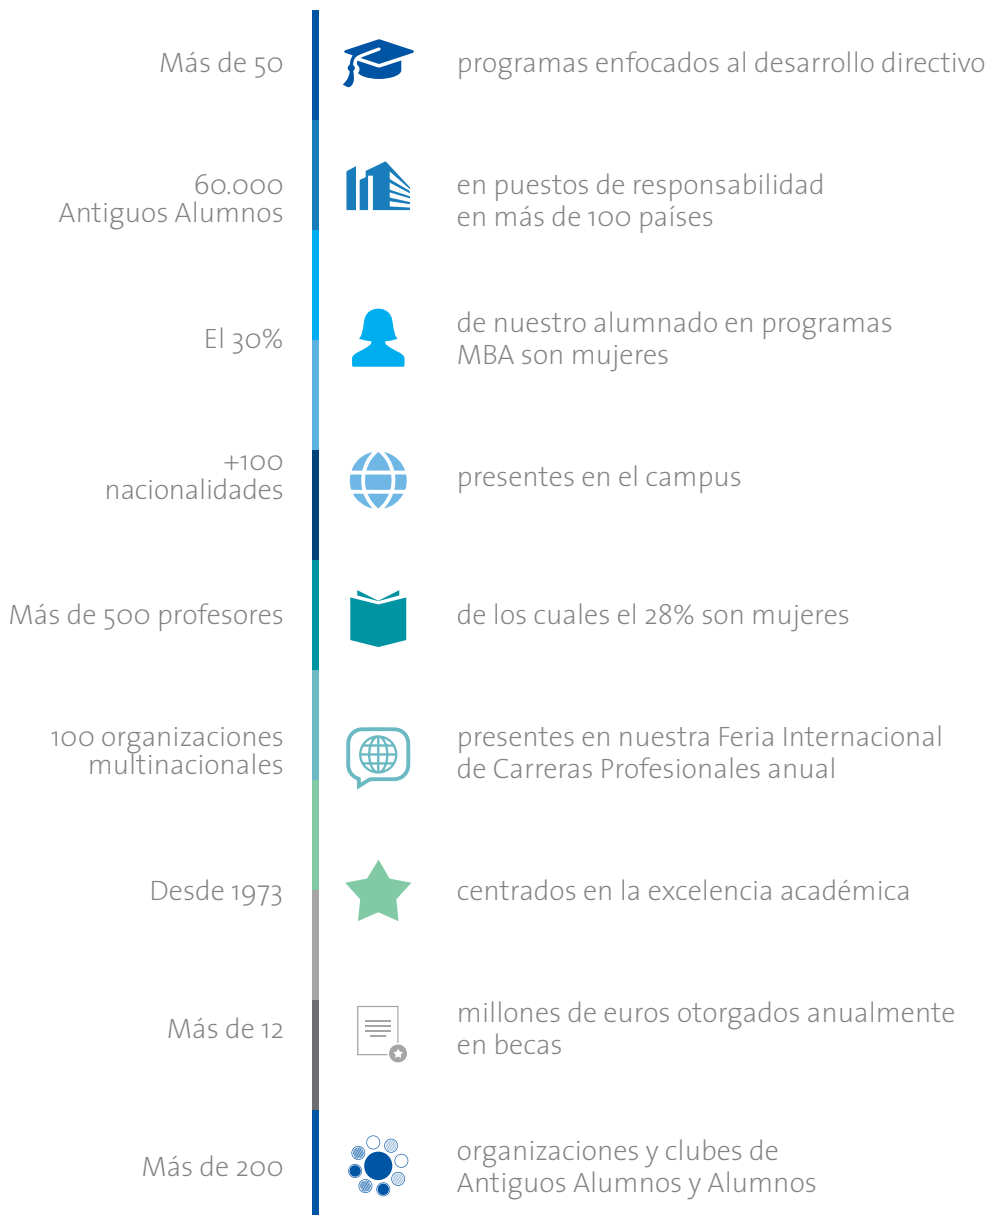 Más de 50
programas enfocados al desarrollo directivo
60.000
Antiguos Alumnos
en puestos de responsabilidad
en más de 100 países
El 30%
de nuestro alumnado en programas
MBA son mujeres
+100
nacionalidades
presentes en el campus
Más de 500 profesores
de los cuales el 28% son mujeres
100 organizaciones
multinacionales
presentes en nuestra Feria Internacional
de Carreras Profesionales anual
Desde 1973
centrados en la excelencia académica
Más de 12
millones de euros otorgados anualmente
en becas
Más de 200
organizaciones y clubes de
Antiguos Alumnos y Alumnos